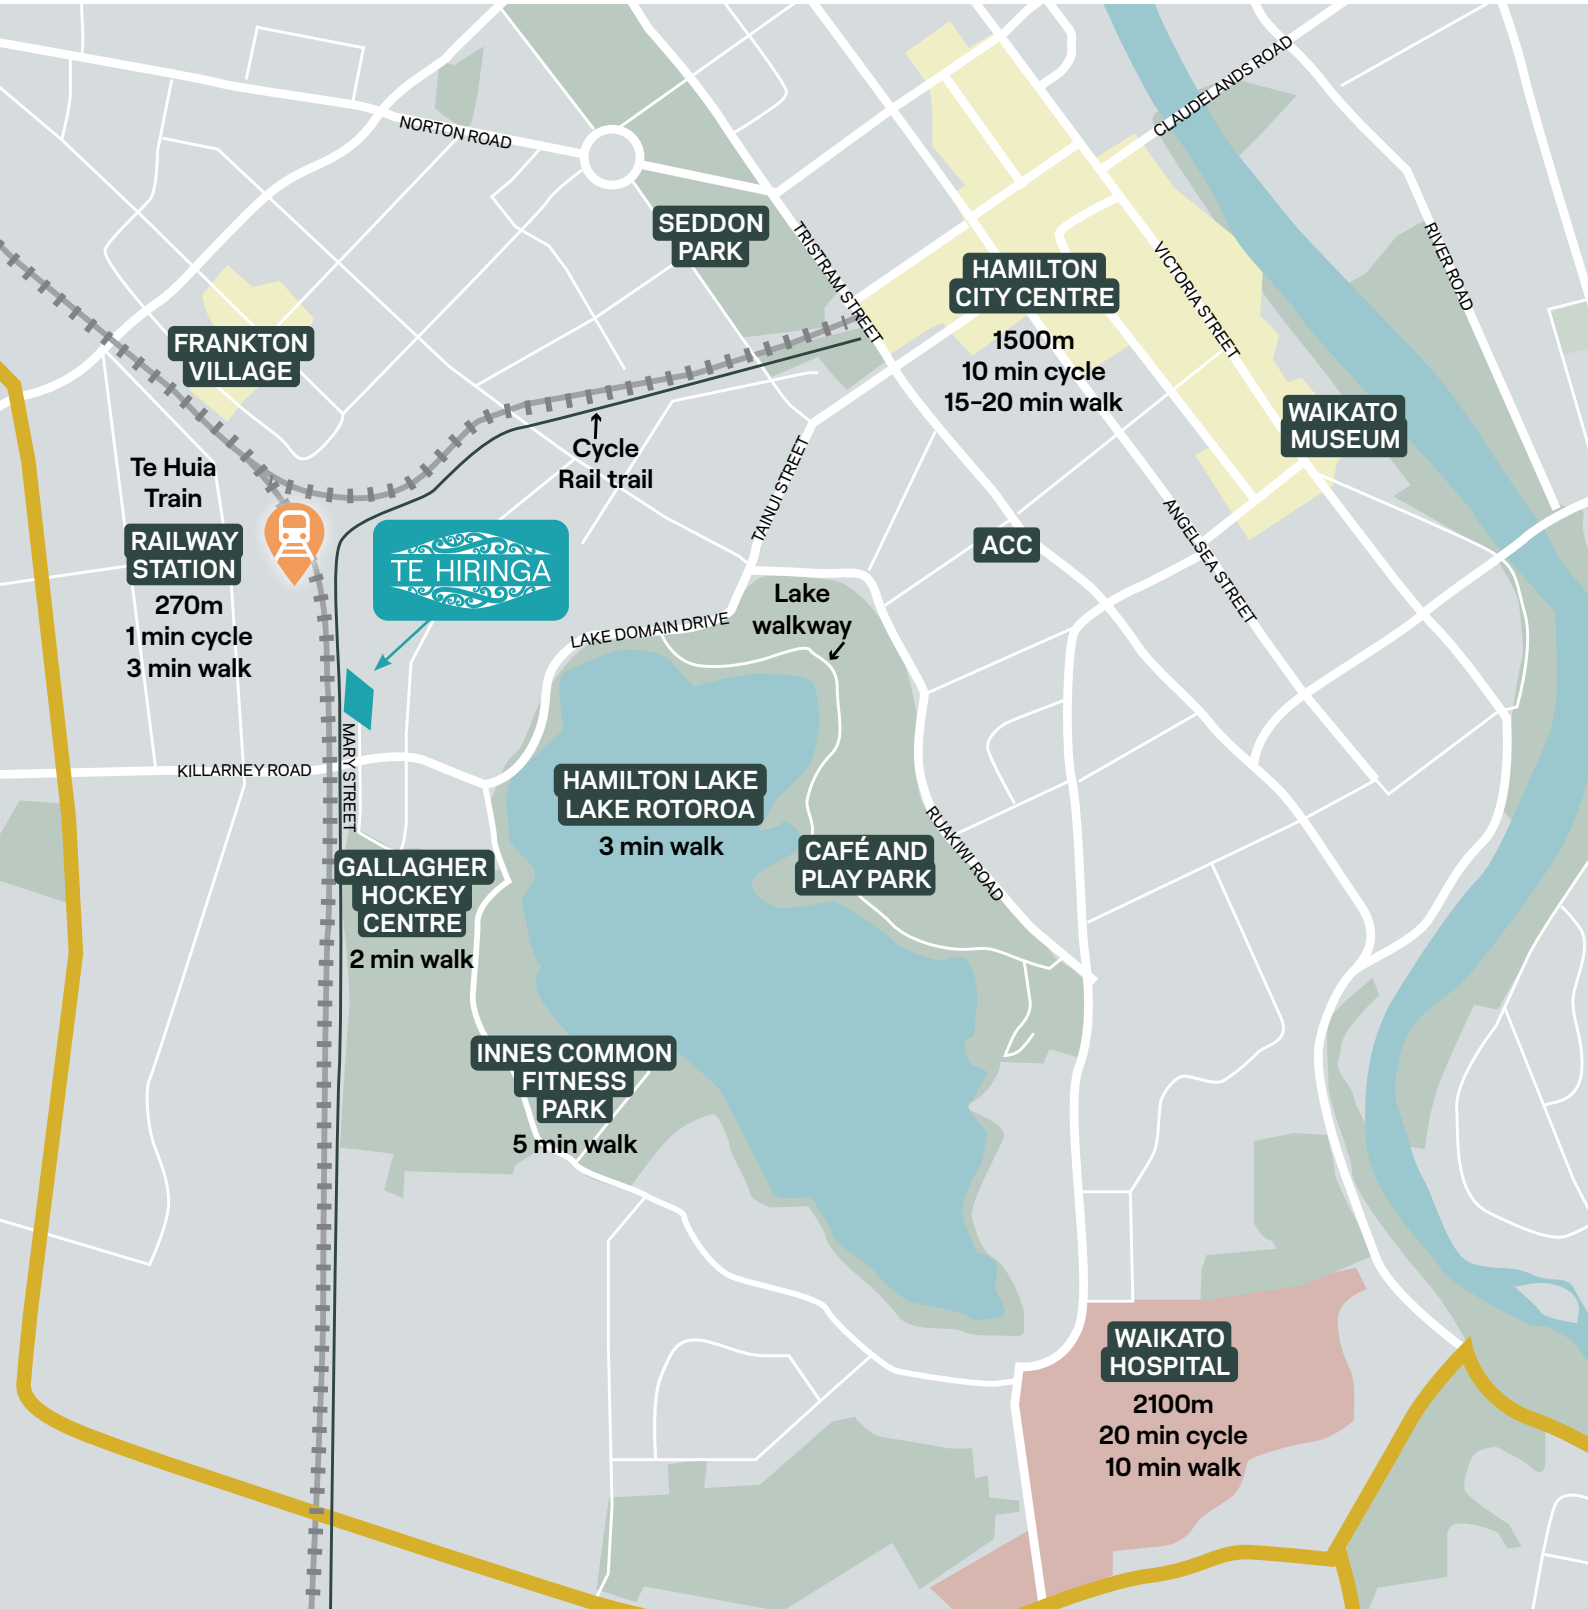 NORTON ROAD
CLAUDELANDS ROAD
SEDDON
PARK
TRISTRAM STREET
HAMILTON
CITY CENTRE
1500m
10 min cycle
15-20 min walk
VICTORIA STREET
RIVER ROAD
FRANKTON
VILLAGE
WAIKATO
MUSEUM
Cycle
Rail trail
Te Huia
Train
RAILWAY
STATION
270m
1 min cycle
3 min walk
TE HIRINGA
TAINUI STREET
ACC
ANGELSEA STREET
LAKE DOMAIN DRIVE
Lake
walkway
KILLARNEY ROAD
MARY STREET
HAMILTON LAKE
LAKE ROTOROA
3 min walk
CAFÉ AND
PLAY PARK
RUAKIWI ROAD
GALLAGHER
HOCKEY
CENTRE
2 min walk
INNES COMMON
FITNESS
PARK
5 min walk
WAIKATO
HOSPITAL
2100m
20 min cycle
10 min walk